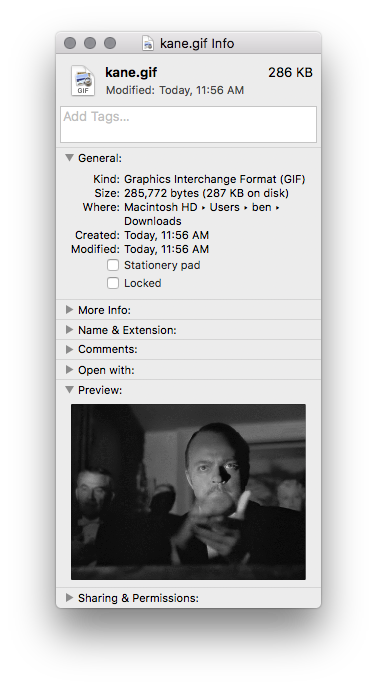 kane.gif Info
kane.gif 286 KB
Modified: Today, 11:56 AM
GIF
Add Tags...
General:
Kind: Graphics Interchange Format (GIF)
Size: 285,772 bytes (287 KB on disk)
Where: Macintosh HD ▸ Users ▸ ben ▸
Downloads
Created: Today, 11:56 AM
Modified: Today, 11:56 AM
Stationery pad
Locked
More Info:
Name & Extension:
Comments:
Open with:
Preview:
Sharing & Permissions: